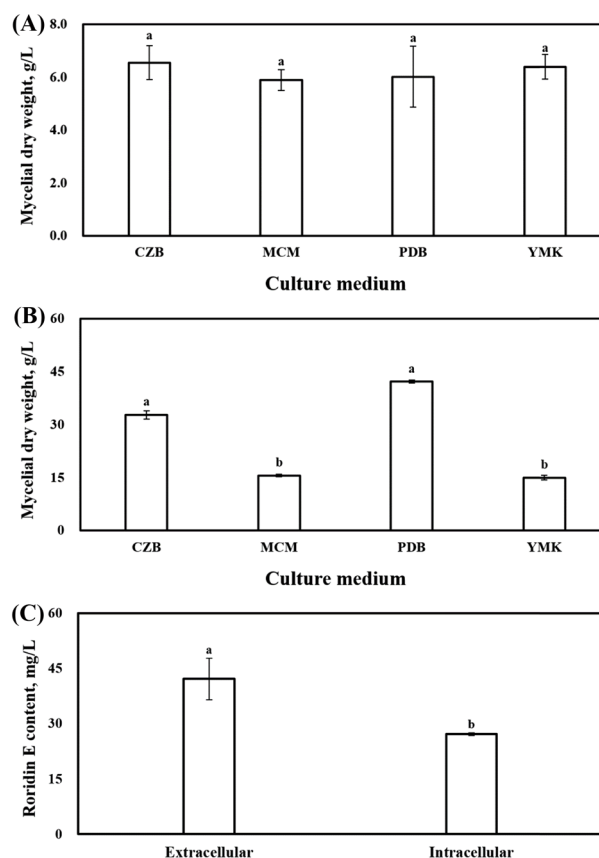 (A)
Mycelial dry weight, g/L
8.0
6.0
4.0
2.0
0.0
a
a
a
a
CZB
MCM
PDB
YMK
Culture medium
(B)
Mycelial dry weight, g/L
60
45
30
15
0
a
b
a
b
CZB
MCM
PDB
YMK
Culture medium
(C)
Roridin E content, mg/L
60
45
30
15
0
a
b
Extracellular
Intracellular